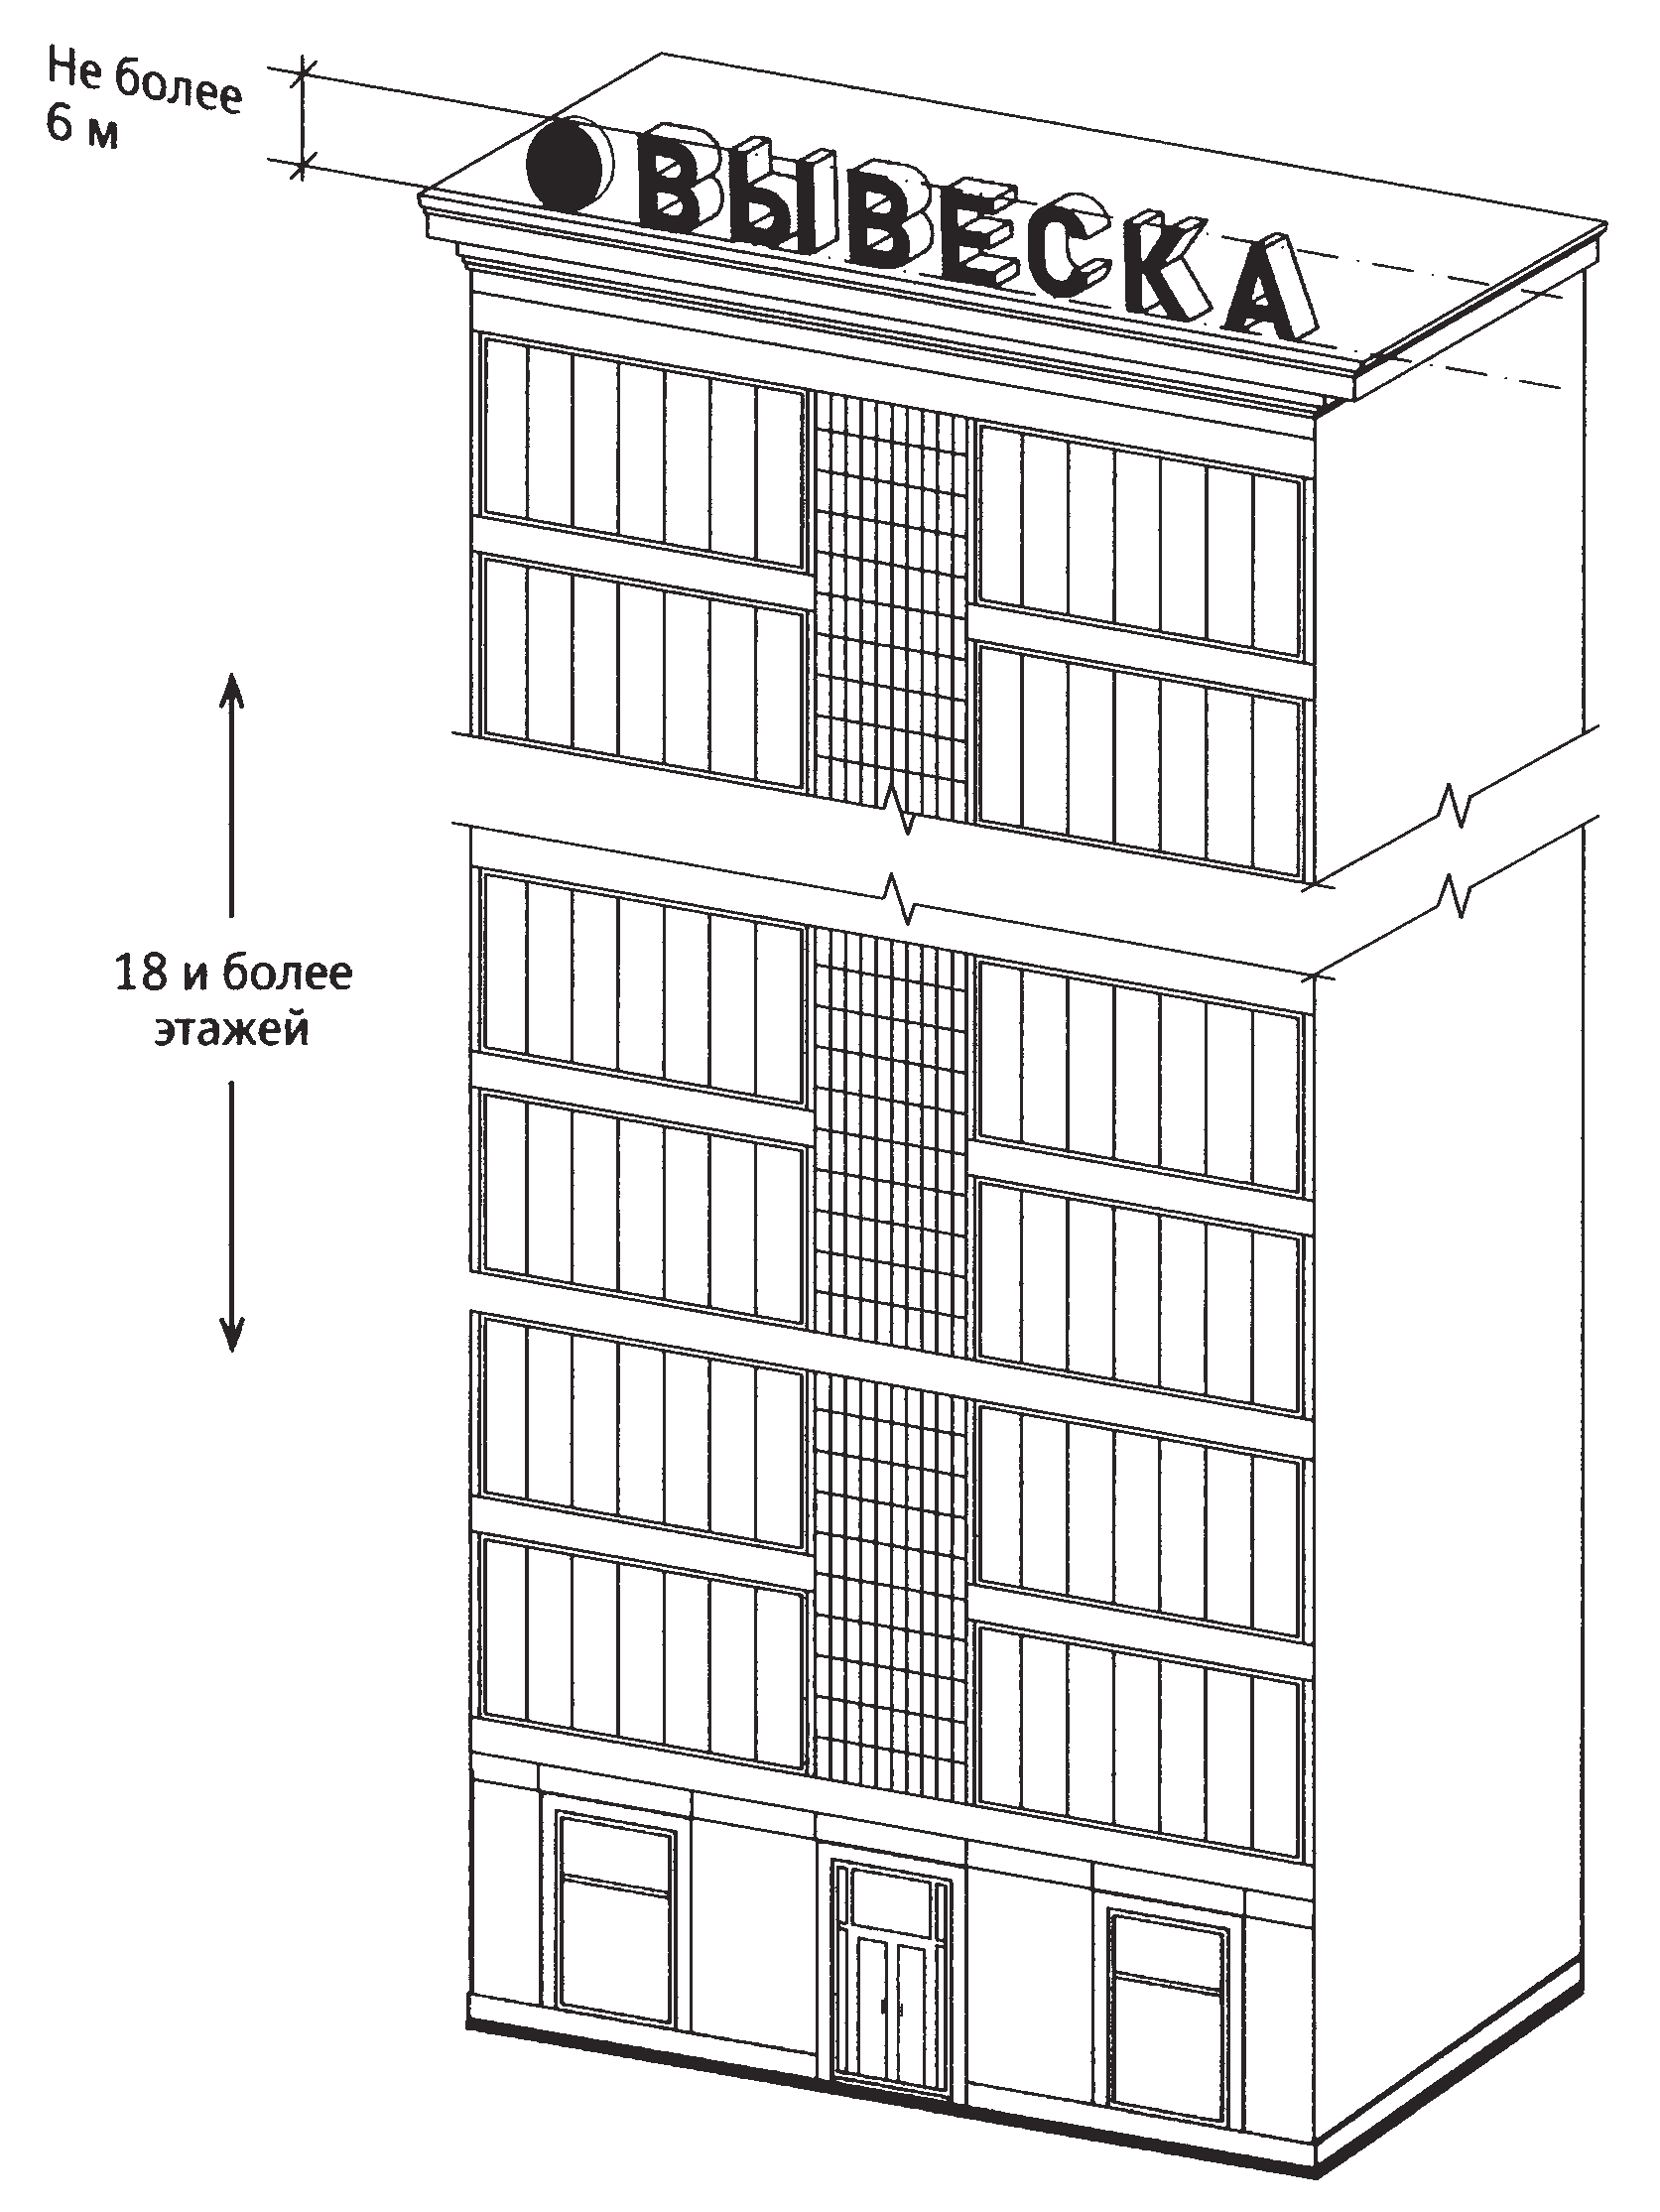 Не более
6 м
ВЫВЕСКА
18 и более
этажей